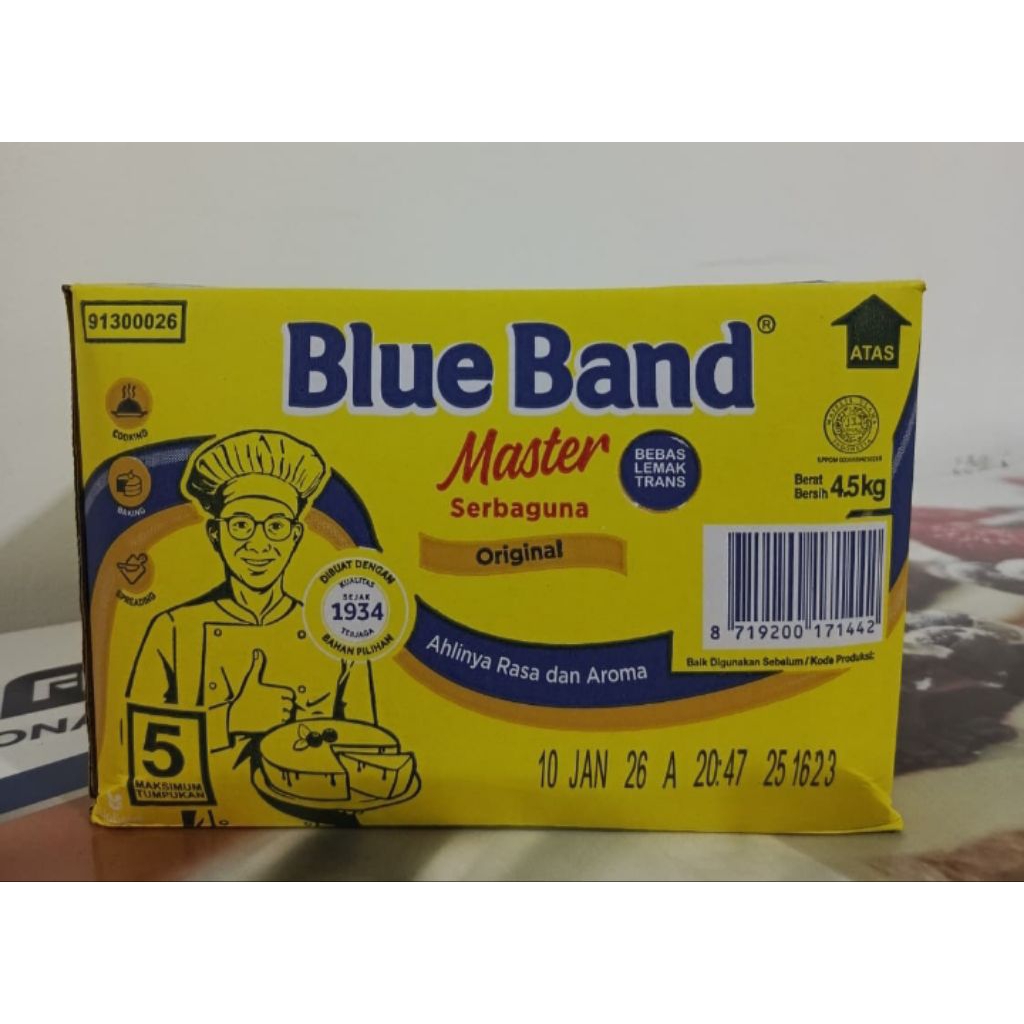 91300026
Blue Band®
ATAS
COOKING
Master
BEBAS
LEMAK
TRANS
Serbaguna
Berat
Bersih 4.5kg
BAKING
Original
DIBUAT DENGAN
KUALITAS
SEJAK
1934
TERJAGA
BAHAN PILIHAN
SPREADING
8 719200 171442
Ahlinya Rasa dan Aroma
Baik Digunakan Sebelum / Kode Produksi:
5
MAKSIMUM
TUMPUKAN
10 JAN 26 A 20:47 251623